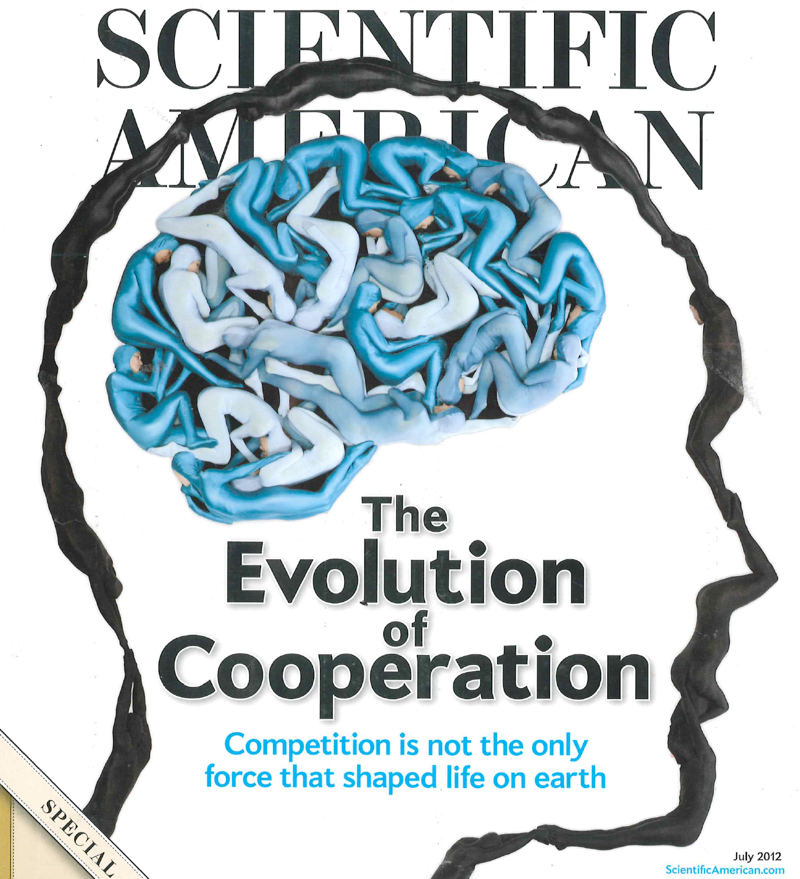 SCIENTIFIC
AMERICAN
The
Evolution
of
Cooperation
Competition is not the only
force that shaped life on earth
SPECIAL
July 2012
ScientificAmerican.com